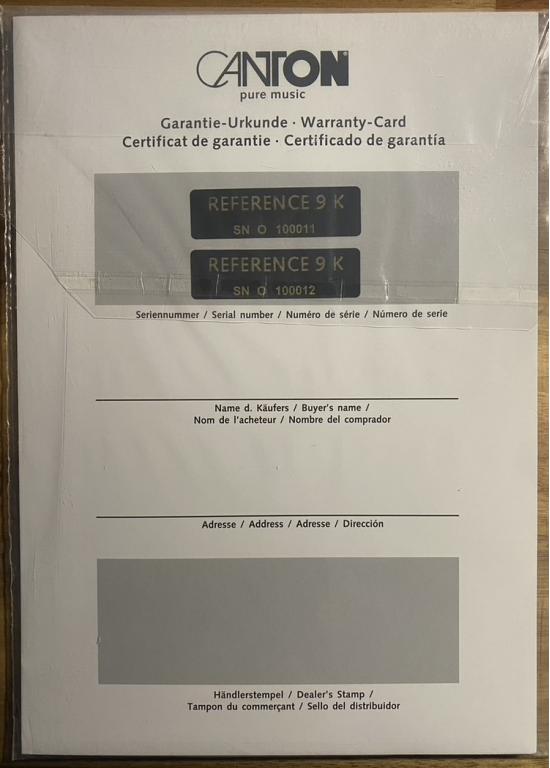 CANTON
pure music
Garantie-Urkunde · Warranty-Card
Certificat de garantie · Certificado de garantía
REFERENCE 9 K
SN O 100011
REFERENCE 9 K
SN O 100012
Seriennummer / Serial number / Numéro de série / Número de serie
Name d. Käufers / Buyer's name /
Nom de l'acheteur / Nombre del comprador
Adresse / Address / Adresse / Dirección
Händlerstempel / Dealer's Stamp /
Tampon du commerçant / Sello del distribuidor